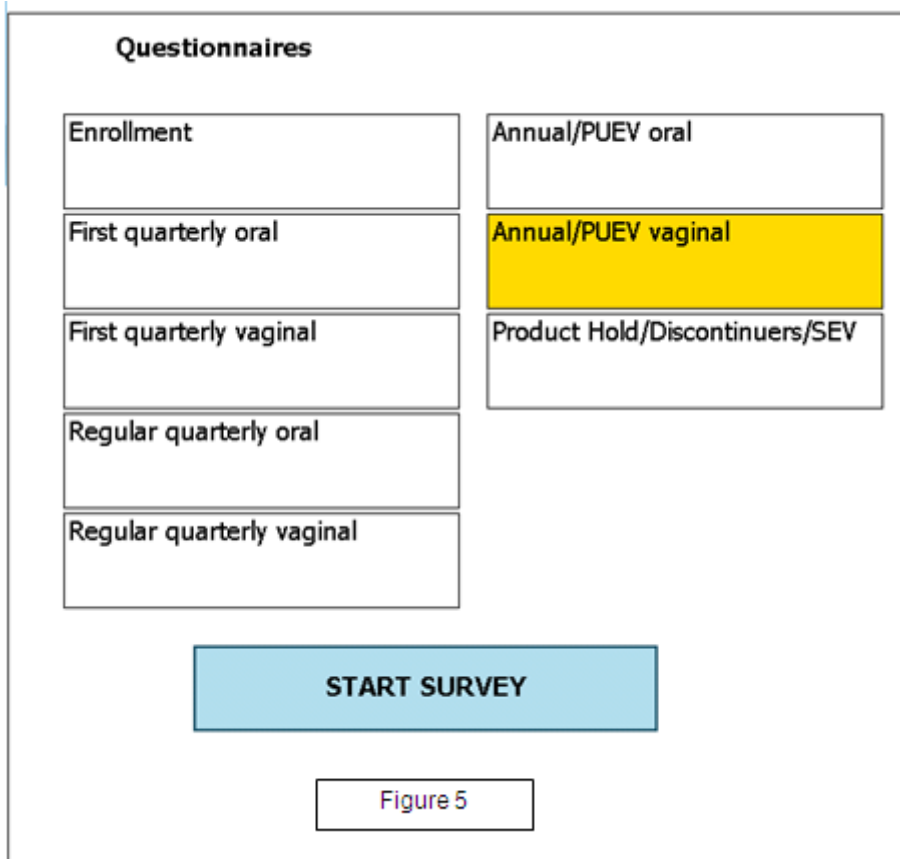 Questionnaires
Enrollment
First quarterly oral
First quarterly vaginal
Regular quarterly oral
Regular quarterly vaginal
Annual/PUEV oral
Annual/PUEV vaginal
Product Hold/Discontinuers/SEV
START SURVEY
Figure 5